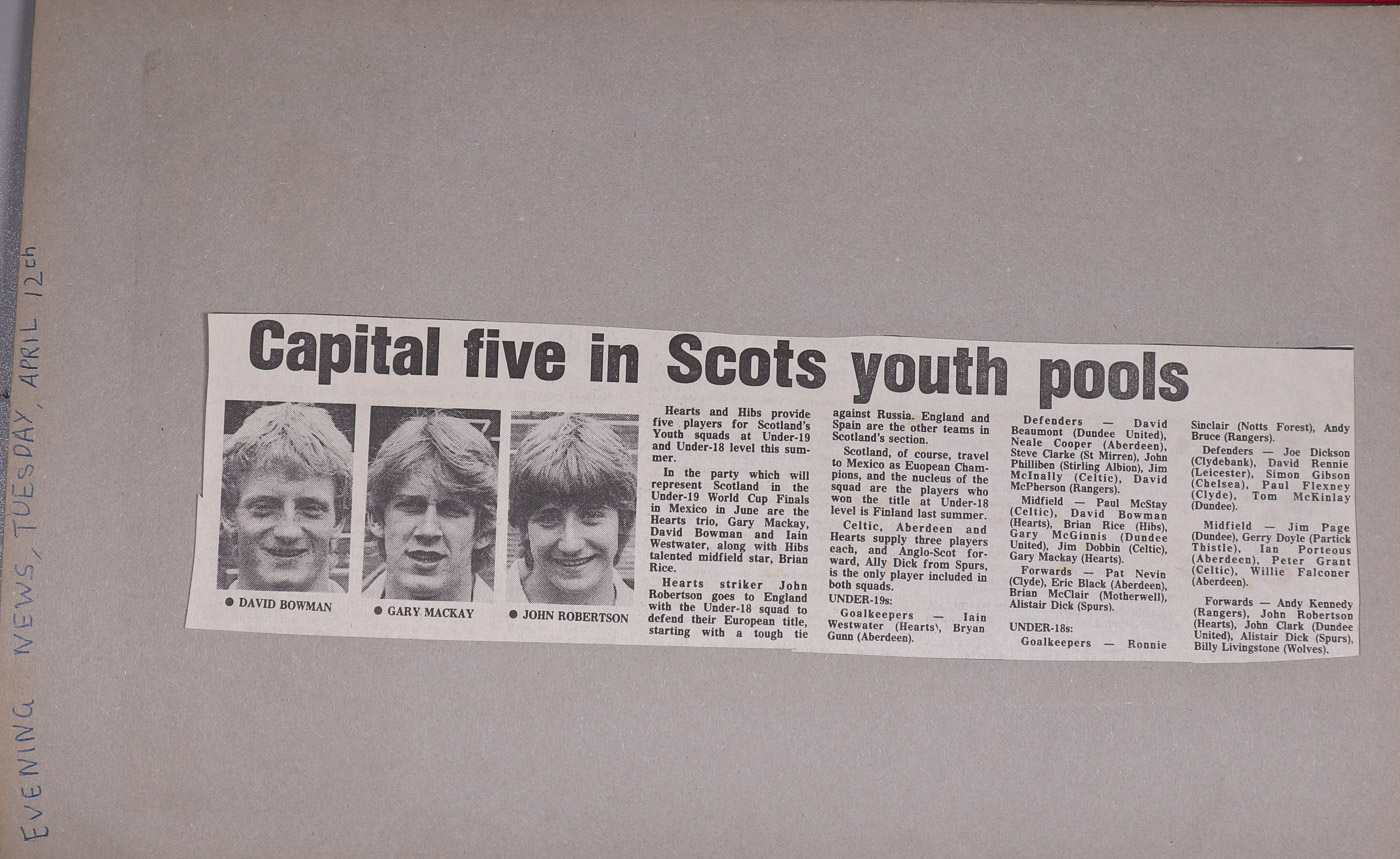 EVENING NEWS, TUESDAY, APRIL 12th
Capital five in Scots youth pools
● DAVID BOWMAN
● GARY MACKAY
● JOHN ROBERTSON
Hearts and Hibs provide
five players for Scotland's
Youth squads at Under-19
and Under-18 level this sum-
mer.
In the party which will
represent Scotland in the
Under-19 World Cup Finals
in Mexico in June are the
Hearts trio, Gary Mackay,
David Bowman and Iain
Westwater, along with Hibs
talented midfield star, Brian
Rice.
Hearts striker John
Robertson goes to England
with the Under-18 squad to
defend their European title,
starting with a tough tie
against Russia. England and
Spain are the other teams in
Scotland's section.
Scotland, of course, travel
to Mexico as Euopean Cham-
pions, and the nucleus of the
squad are the players who
won the title at Under-18
level is Finland last summer.
Celtic, Aberdeen and
Hearts supply three players
each, and Anglo-Scot for-
ward, Ally Dick from Spurs,
is the only player included in
both squads.
UNDER-19s:
Goalkeepers — Iain
Westwater (Hearts), Bryan
Gunn (Aberdeen).
Defenders — David
Beaumont (Dundee United),
Neale Cooper (Aberdeen),
Steve Clarke (St Mirren), John
Philliben (Stirling Albion), Jim
McInally (Celtic), David
McPherson (Rangers).
Midfield — Paul McStay
(Celtic), David Bowman
(Hearts), Brian Rice (Hibs),
Gary McGinnis (Dundee
United), Jim Dobbin (Celtic),
Gary Mackay (Hearts).
Forwards — Pat Nevin
(Clyde), Eric Black (Aberdeen),
Brian McClair (Motherwell),
Alistair Dick (Spurs).
UNDER-18s:
Goalkeepers — Ronnie
Sinclair (Notts Forest), Andy
Bruce (Rangers).
Defenders — Joe Dickson
(Clydebank), David Rennie
(Leicester), Simon Gibson
(Chelsea), Paul Flexney
(Clyde), Tom McKinlay
(Dundee).
Midfield — Jim Page
(Dundee), Gerry Doyle (Partick
Thistle), Ian Porteous
(Aberdeen), Peter Grant
(Celtic), Willie Falconer
(Aberdeen).
Forwards — Andy Kennedy
(Rangers), John Robertson
(Hearts), John Clark (Dundee
United), Alistair Dick (Spurs),
Billy Livingstone (Wolves).